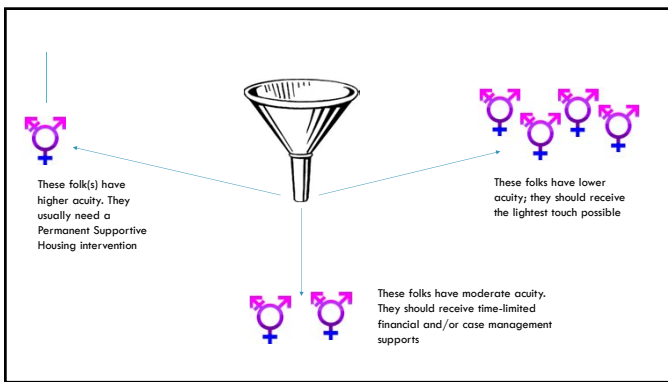 These folk(s) have
higher acuity. They
usually need a
Permanent Supportive
Housing intervention
These folks have lower
acuity; they should receive
the lightest touch possible
These folks have moderate acuity.
They should receive time-limited
financial and/or case management
supports